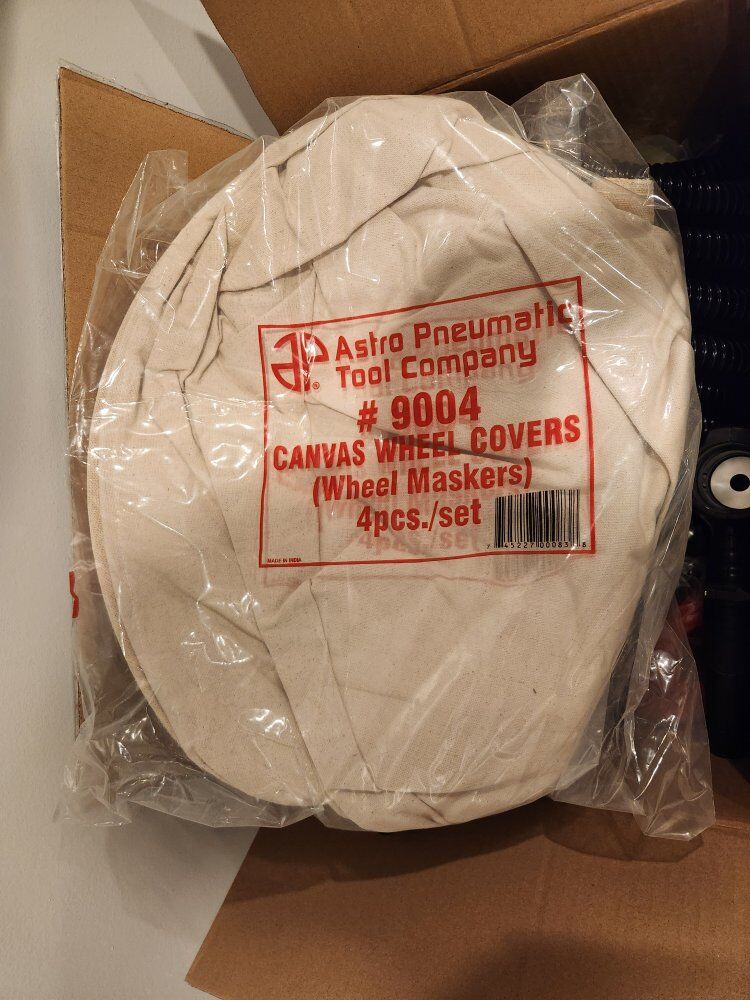 Astro Pneumatic
Tool Company
# 9004
CANVAS WHEEL COVERS
(Wheel Maskers)
4pcs./set
MADE IN INDIA